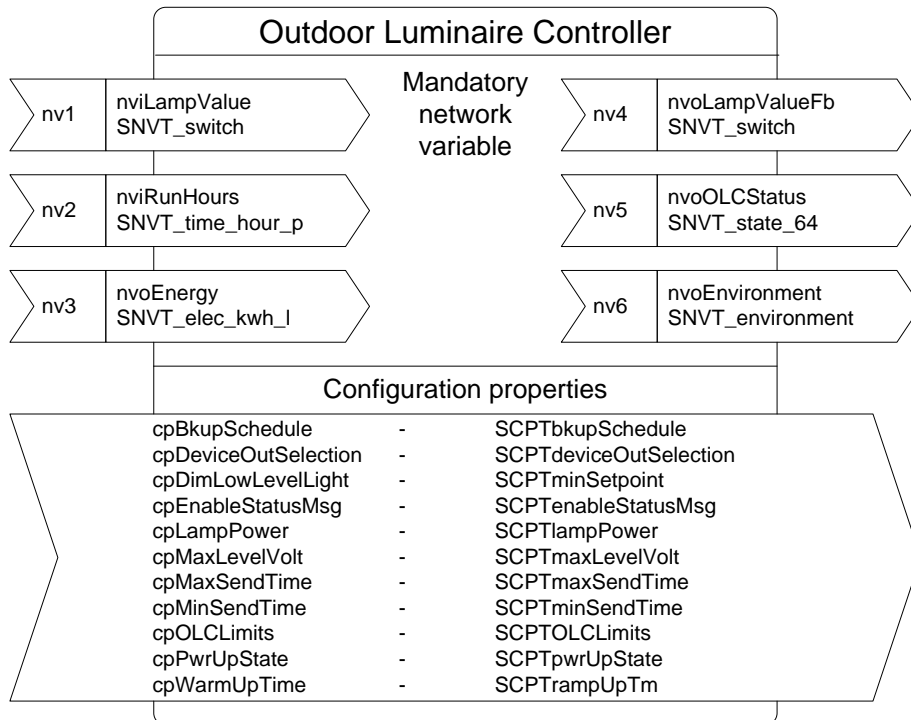 Outdoor Luminaire Controller
Mandatory
network
variable
nv1
nviLampValue
SNVT_switch
nv4
nvoLampValueFb
SNVT_switch
nv2
nviRunHours
SNVT_time_hour_p
nv5
nvoOLCStatus
SNVT_state_64
nv3
nvoEnergy
SNVT_elec_kwh_l
nv6
nvoEnvironment
SNVT_environment
Configuration properties
cpBkupSchedule - SCPTbkupSchedule
cpDeviceOutSelection - SCPTdeviceOutSelection
cpDimLowLevelLight - SCPTminSetpoint
cpEnableStatusMsg - SCPTenableStatusMsg
cpLampPower - SCPTlampPower
cpMaxLevelVolt - SCPTmaxLevelVolt
cpMaxSendTime - SCPTmaxSendTime
cpMinSendTime - SCPTminSendTime
cpOLCLimits - SCPTOLCLimits
cpPwrUpState - SCPTpwrUpState
cpWarmUpTime - SCPTrampUpTm